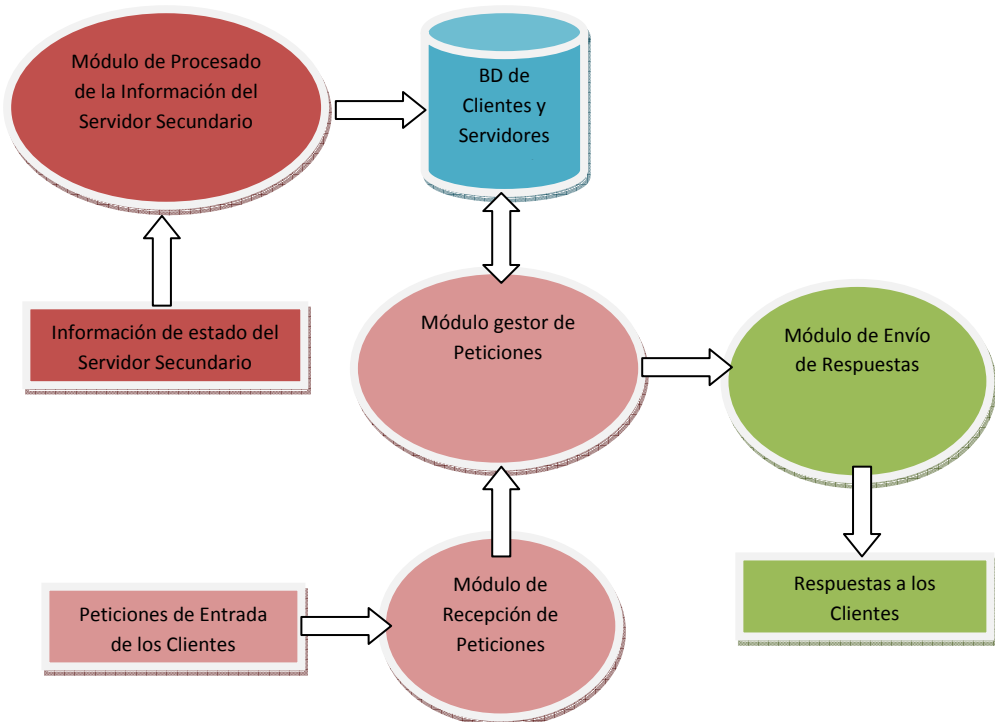 Módulo de Procesado
de la Información del
Servidor Secundario
BD de
Clientes y
Servidores
Información de estado del
Servidor Secundario
Módulo gestor de
Peticiones
Módulo de Envío
de Respuestas
Peticiones de Entrada
de los Clientes
Módulo de
Recepción de
Peticiones
Respuestas a los
Clientes